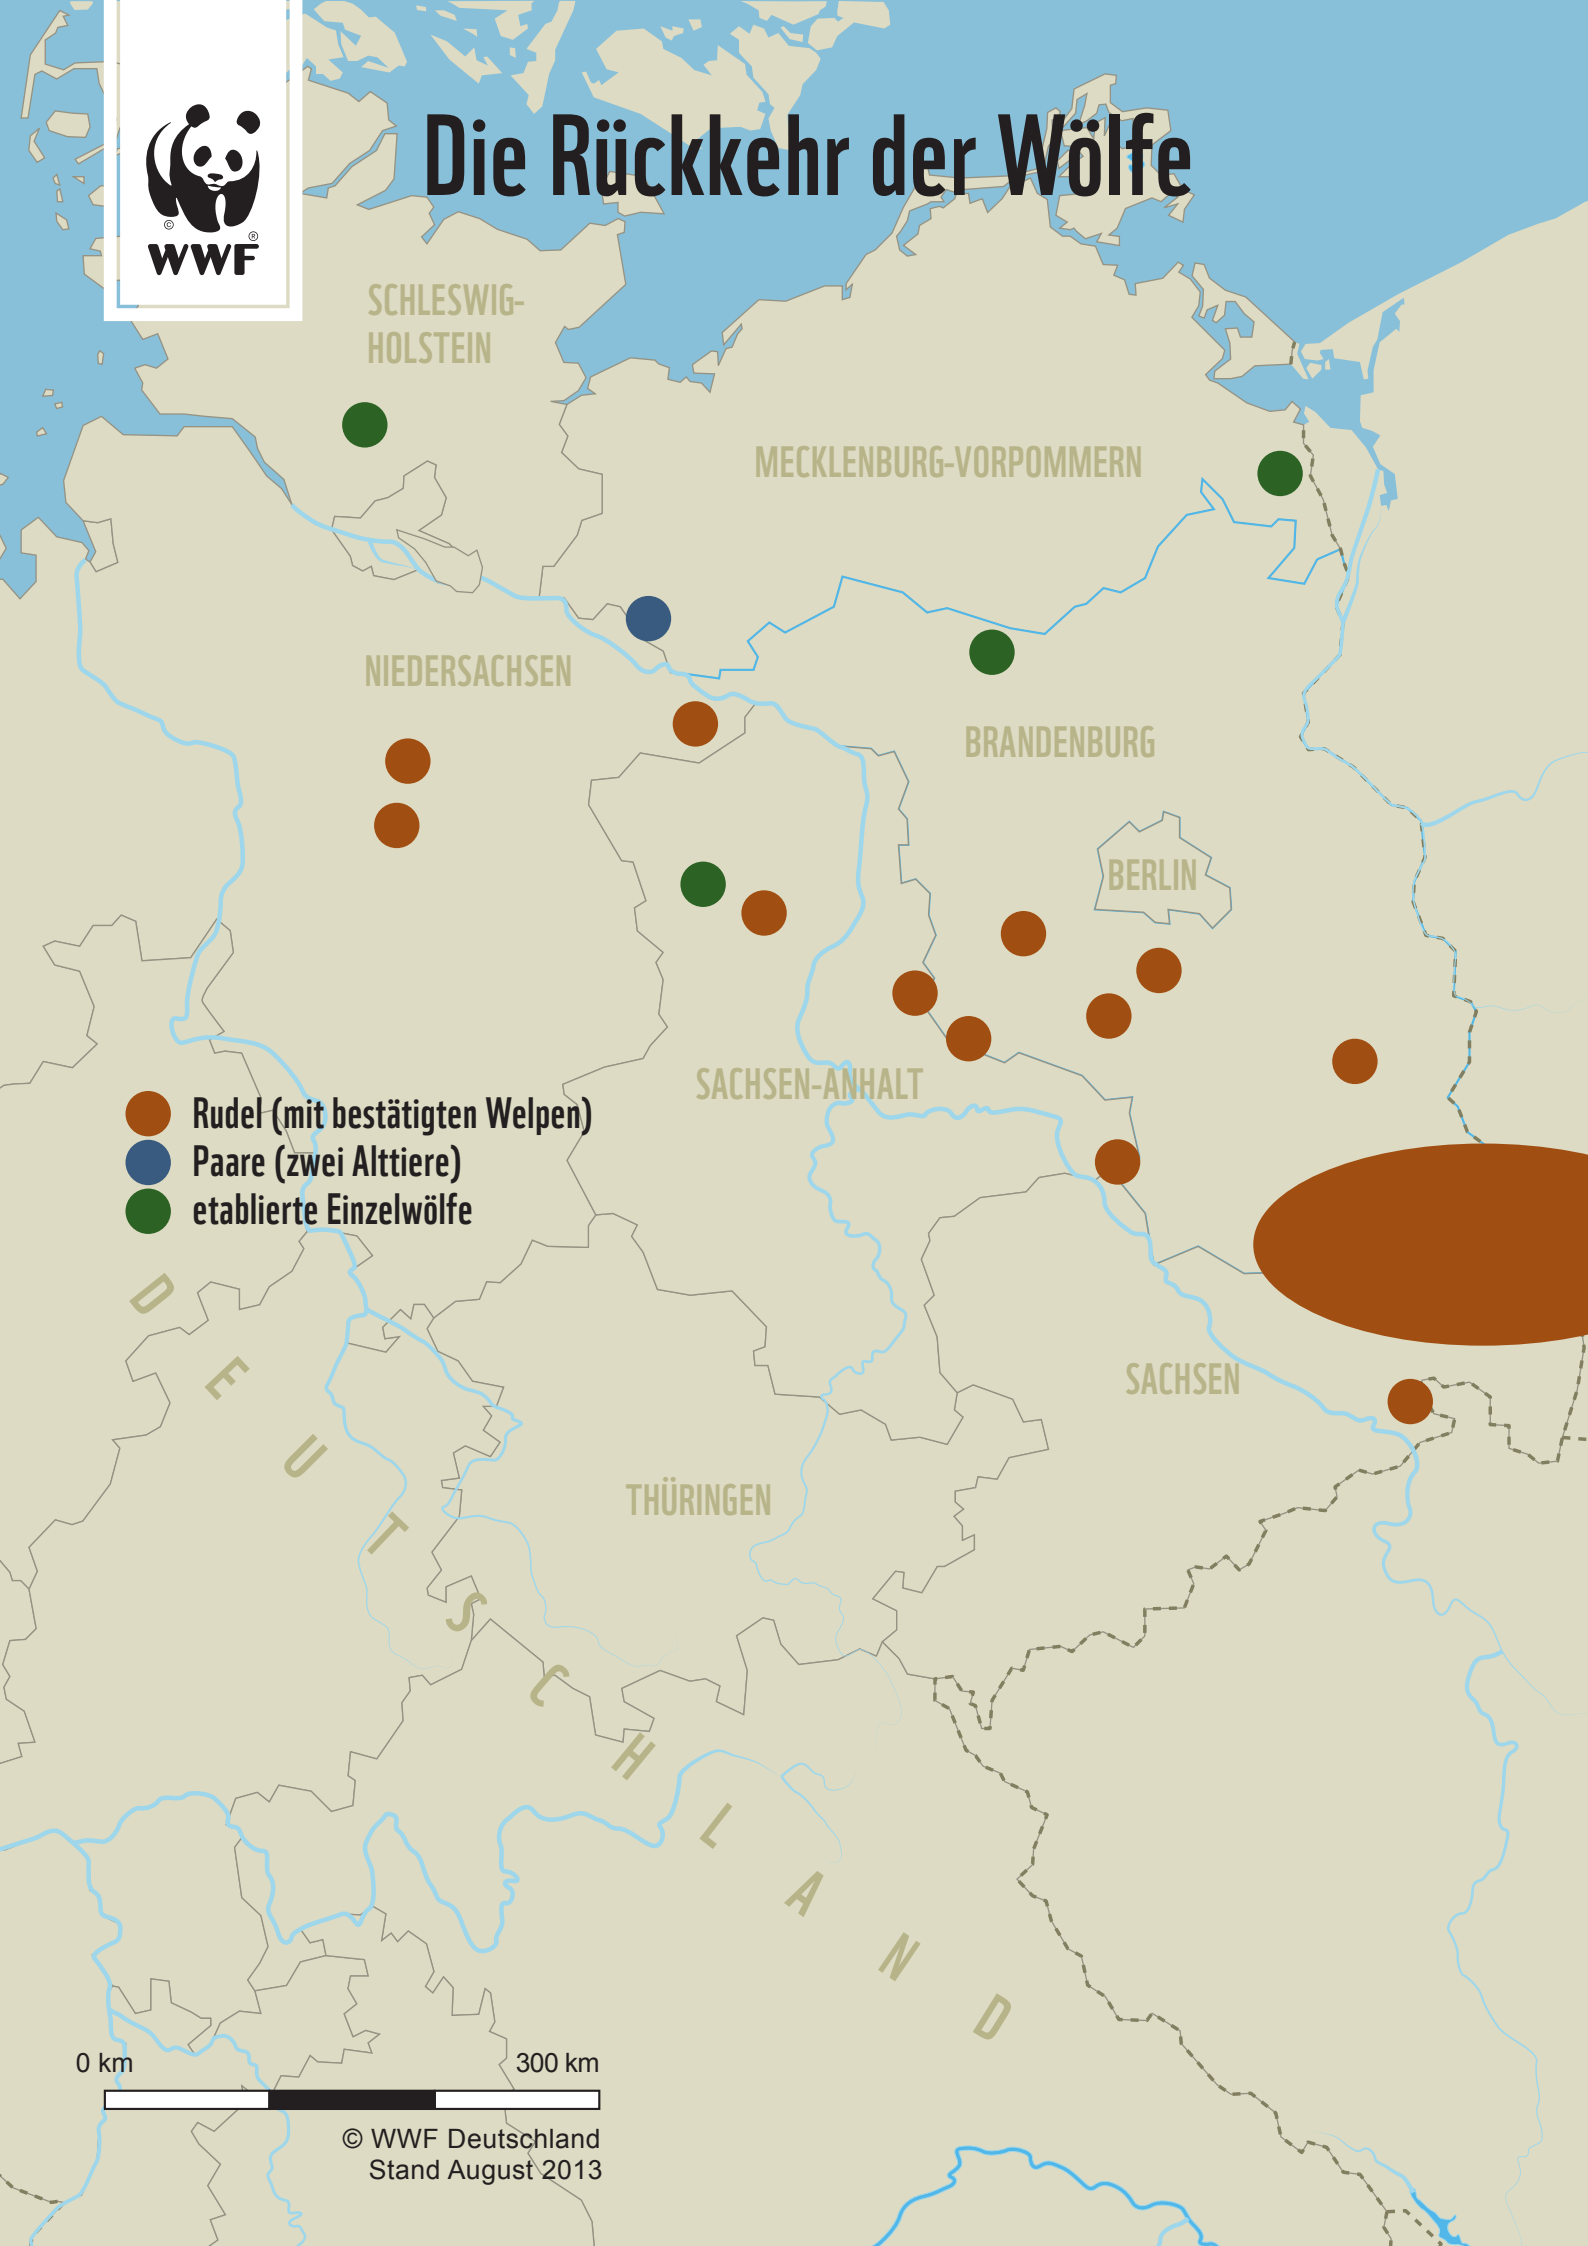 Die Rückkehr der Wölfe
©
®
WWF
SCHLESWIG-
HOLSTEIN
MECKLENBURG-VORPOMMERN
NIEDERSACHSEN
BRANDENBURG
BERLIN
SACHSEN-ANHALT
Rudel (mit bestätigten Welpen)
Paare (zwei Alttiere)
etablierte Einzelwölfe
SACHSEN
THÜRINGEN
DEUTSCHLAND
0 km 300 km
© WWF Deutschland
Stand August 2013